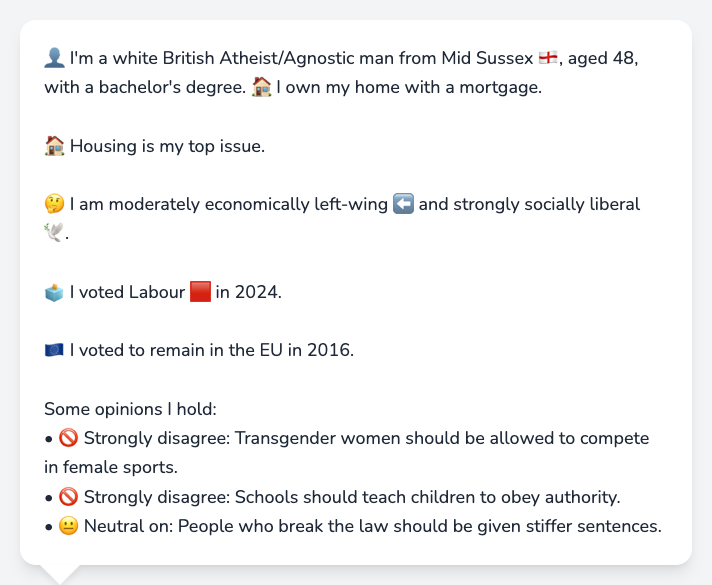 👤 I'm a white British Atheist/Agnostic man from Mid Sussex 🏴󠁧󠁢󠁥󠁮󠁧󠁿, aged 48,
with a bachelor's degree. 🏠 I own my home with a mortgage.
🏠 Housing is my top issue.
🤔 I am moderately economically left-wing ⬅️ and strongly socially liberal
🕊️.
🗳️ I voted Labour 🟥 in 2024.
🇪🇺 I voted to remain in the EU in 2016.
Some opinions I hold:
• 🚫 Strongly disagree: Transgender women should be allowed to compete
in female sports.
• 🚫 Strongly disagree: Schools should teach children to obey authority.
• 😐 Neutral on: People who break the law should be given stiffer sentences.